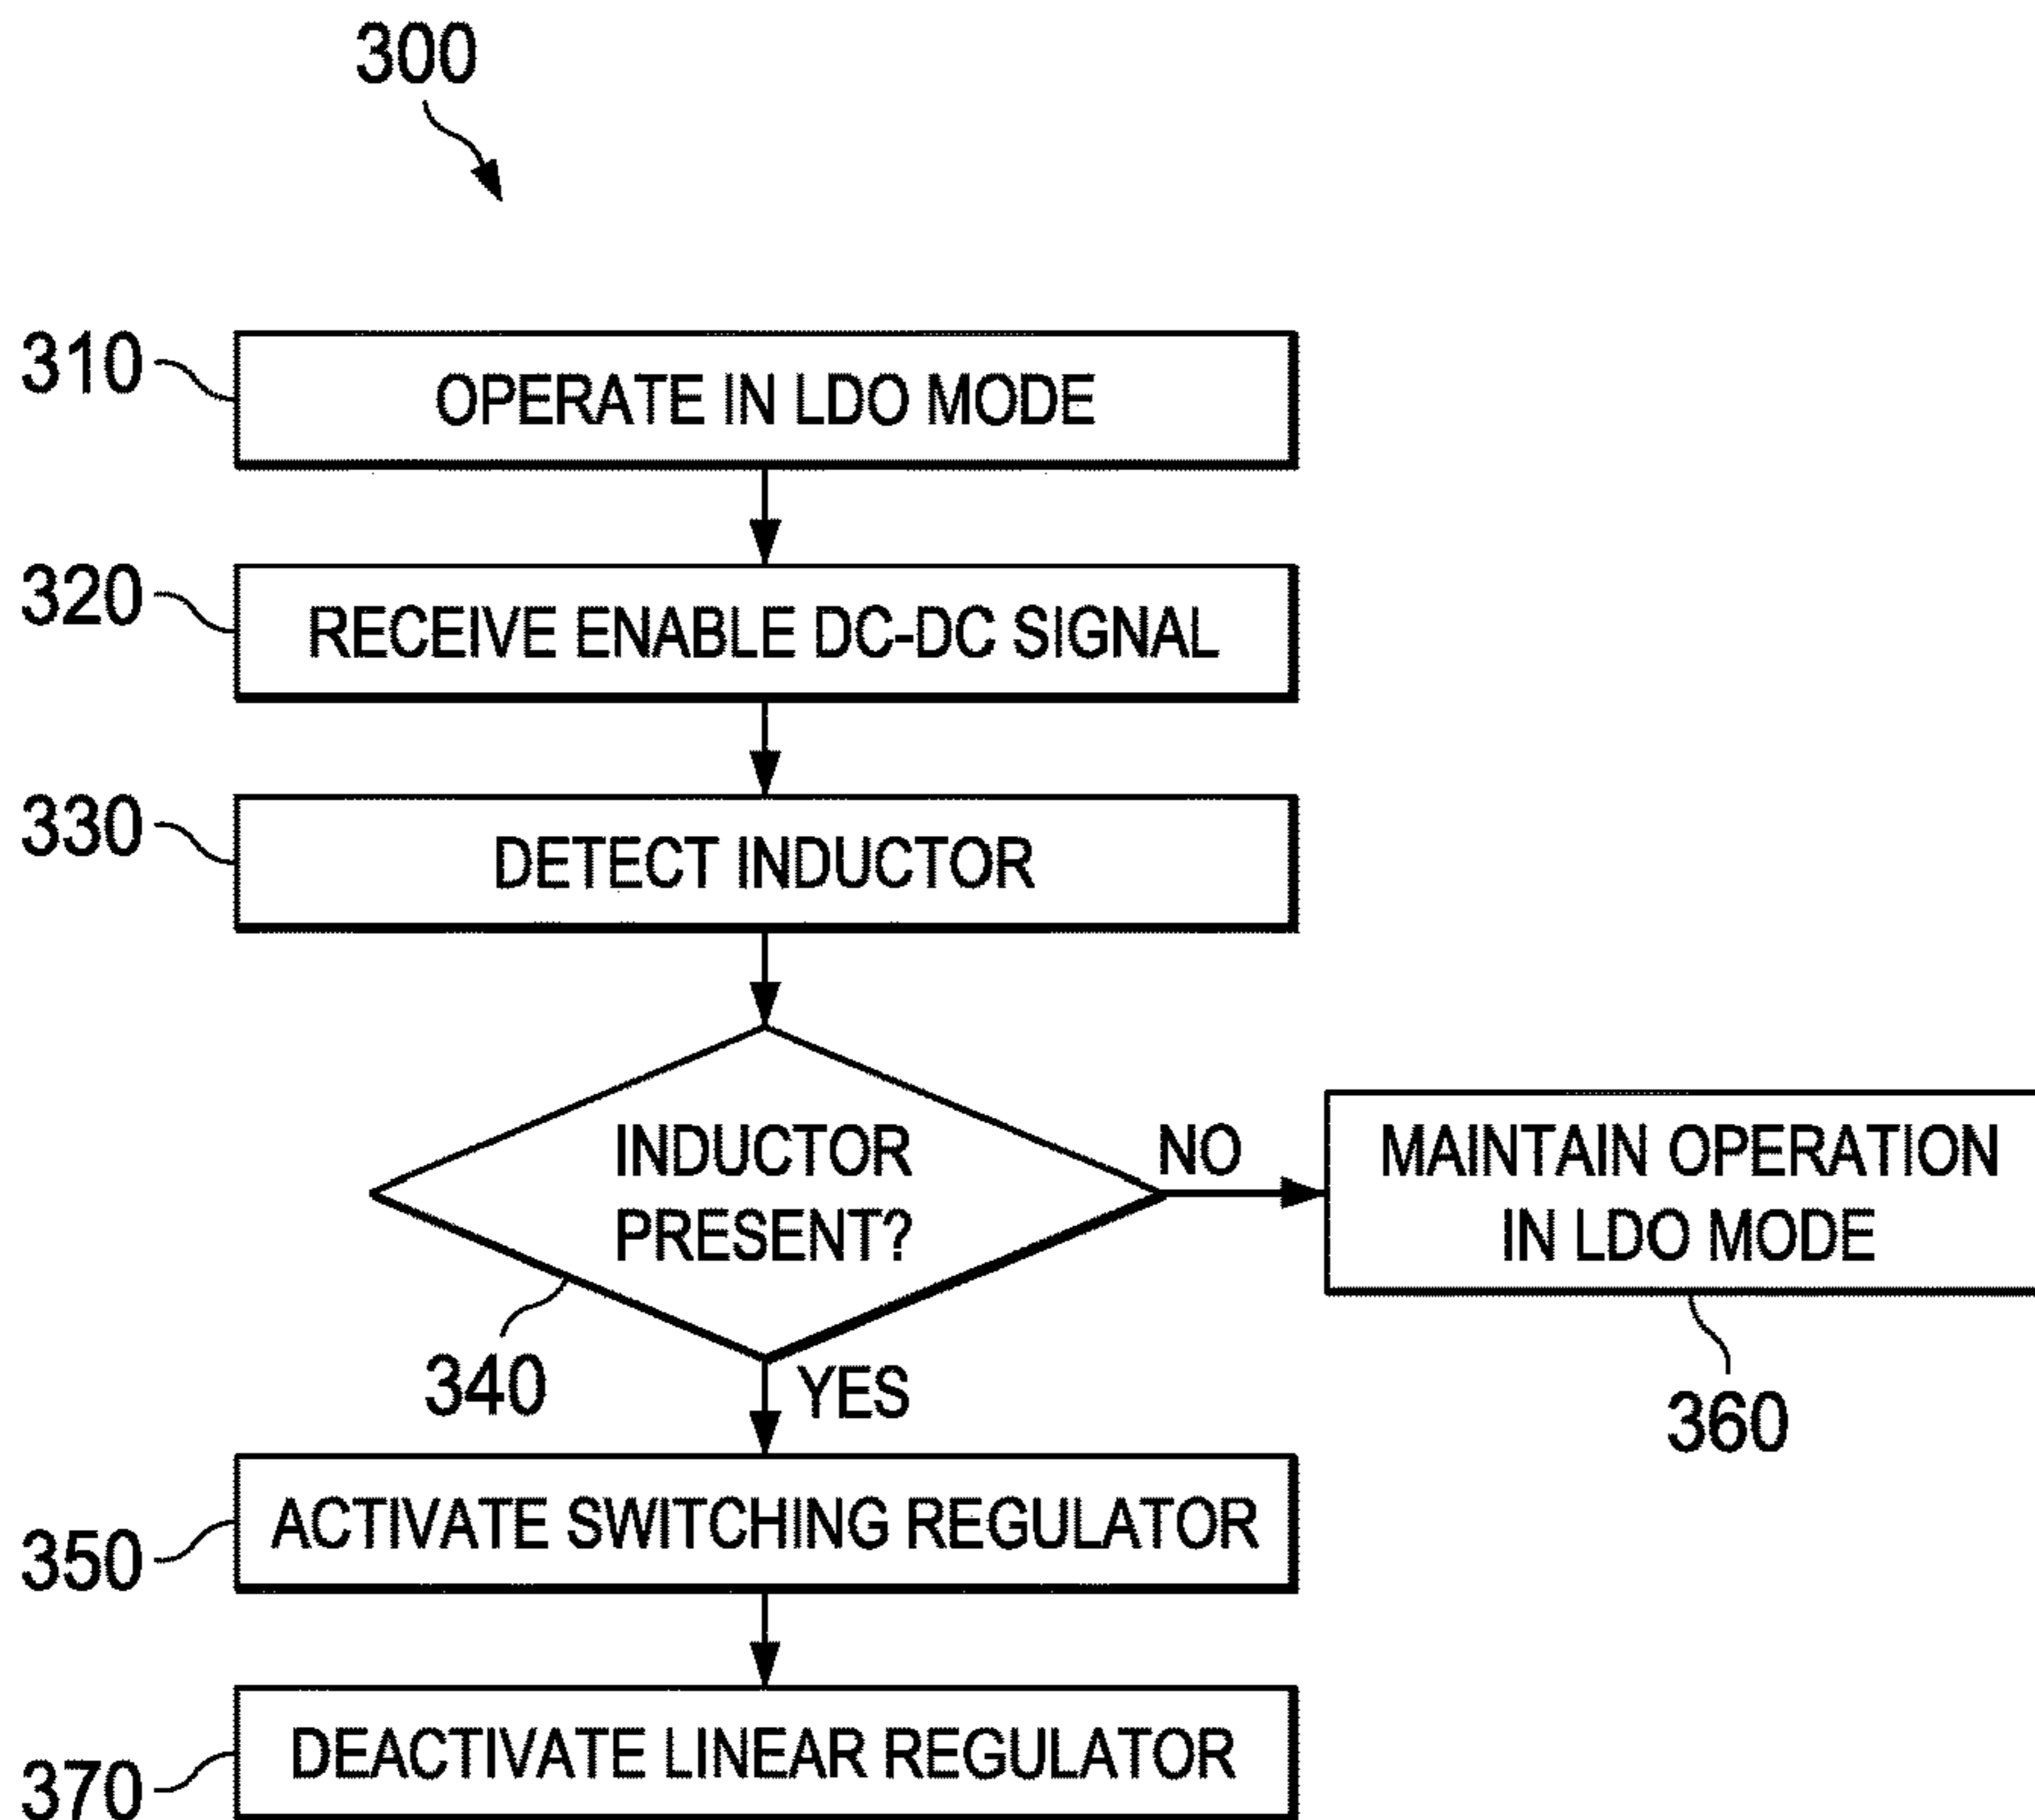 300
310
OPERATE IN LDO MODE
320
RECEIVE ENABLE DC-DC SIGNAL
330
DETECT INDUCTOR
INDUCTOR
PRESENT?
NO
MAINTAIN OPERATION
IN LDO MODE
340
YES
360
350
ACTIVATE SWITCHING REGULATOR
370
DEACTIVATE LINEAR REGULATOR